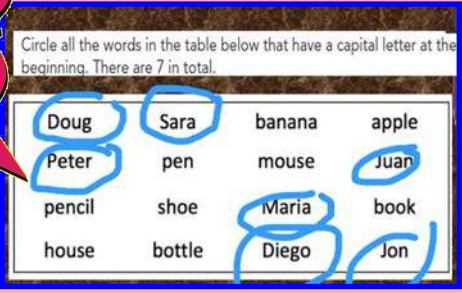 Circle all the words in the table below that have a capital letter at the
beginning. There are 7 in total.
Doug Sara banana apple
Peter pen mouse Juan
pencil shoe Maria book
house bottle Diego Jon